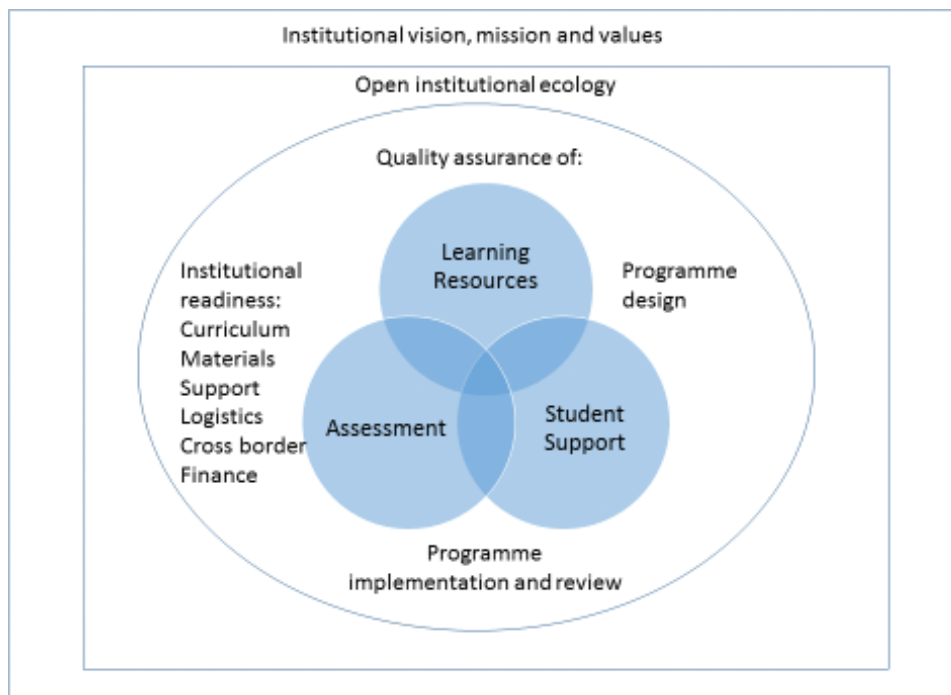 Institutional vision, mission and values
Open institutional ecology
Quality assurance of:
Learning
Resources
Institutional
readiness:
Curriculum
Materials
Support
Logistics
Cross border
Finance
Programme
design
Assessment
Student
Support
Programme
implementation and review